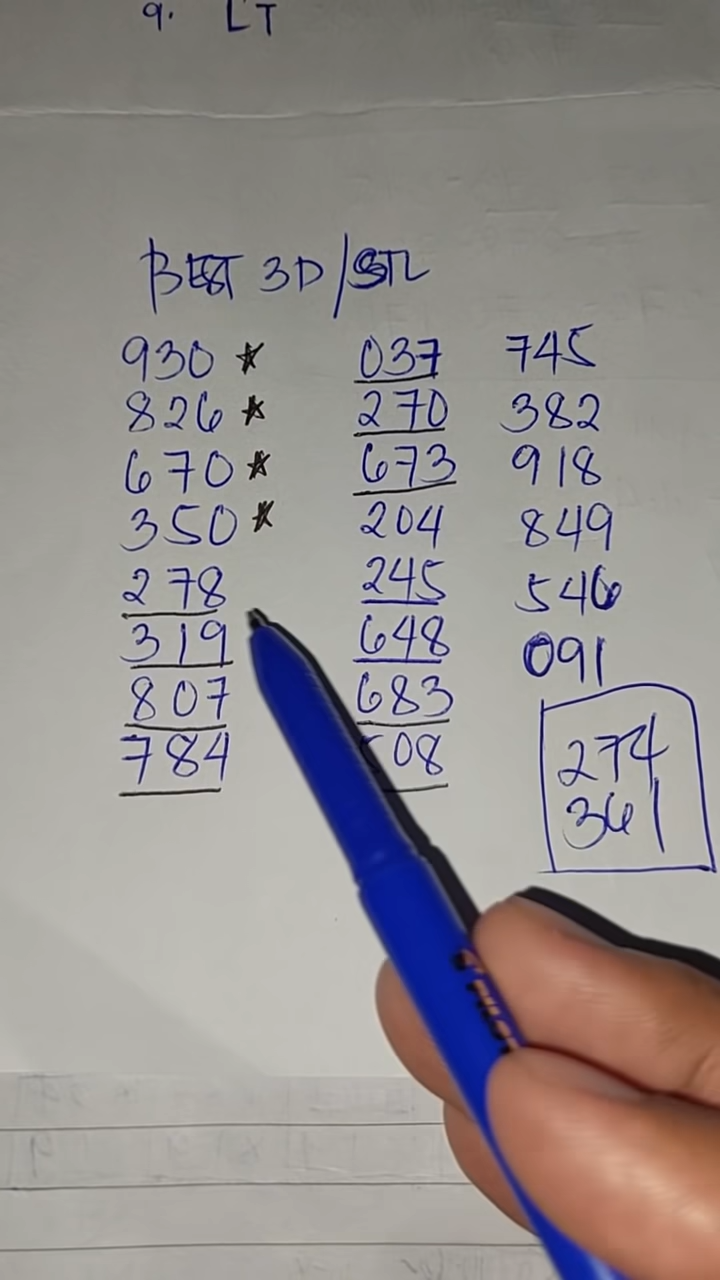 9. LT
BEST 3D/STL
930 ★ 037 745
826 ★ 270 382
670 ★ 673 918
350 ★ 204 849
278 245 546
319 648 091
807 683 274
784 08 361